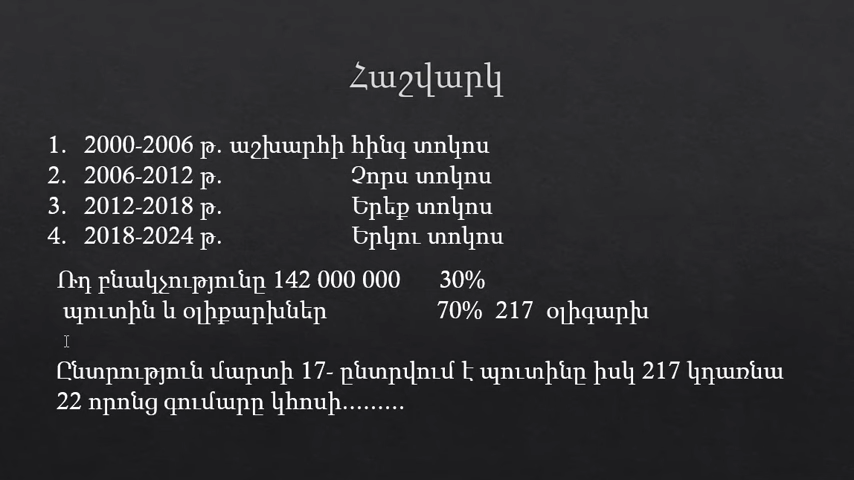 Հաշվարկ
1. 2000-2006 թ. աշխարհի հինգ տոկոս
2. 2006-2012 թ. Չորս տոկոս
3. 2012-2018 թ. Երեք տոկոս
4. 2018-2024 թ. Երկու տոկոս
Ռդ բնակչությունը 142 000 000 30%
պուտին և օլիքարխներ 70% 217 օլիգարխ
Ընտրություն մարտի 17- ընտրվում է պուտինը իսկ 217 կդառնա
22 որոնց գումարը կհոսի.........